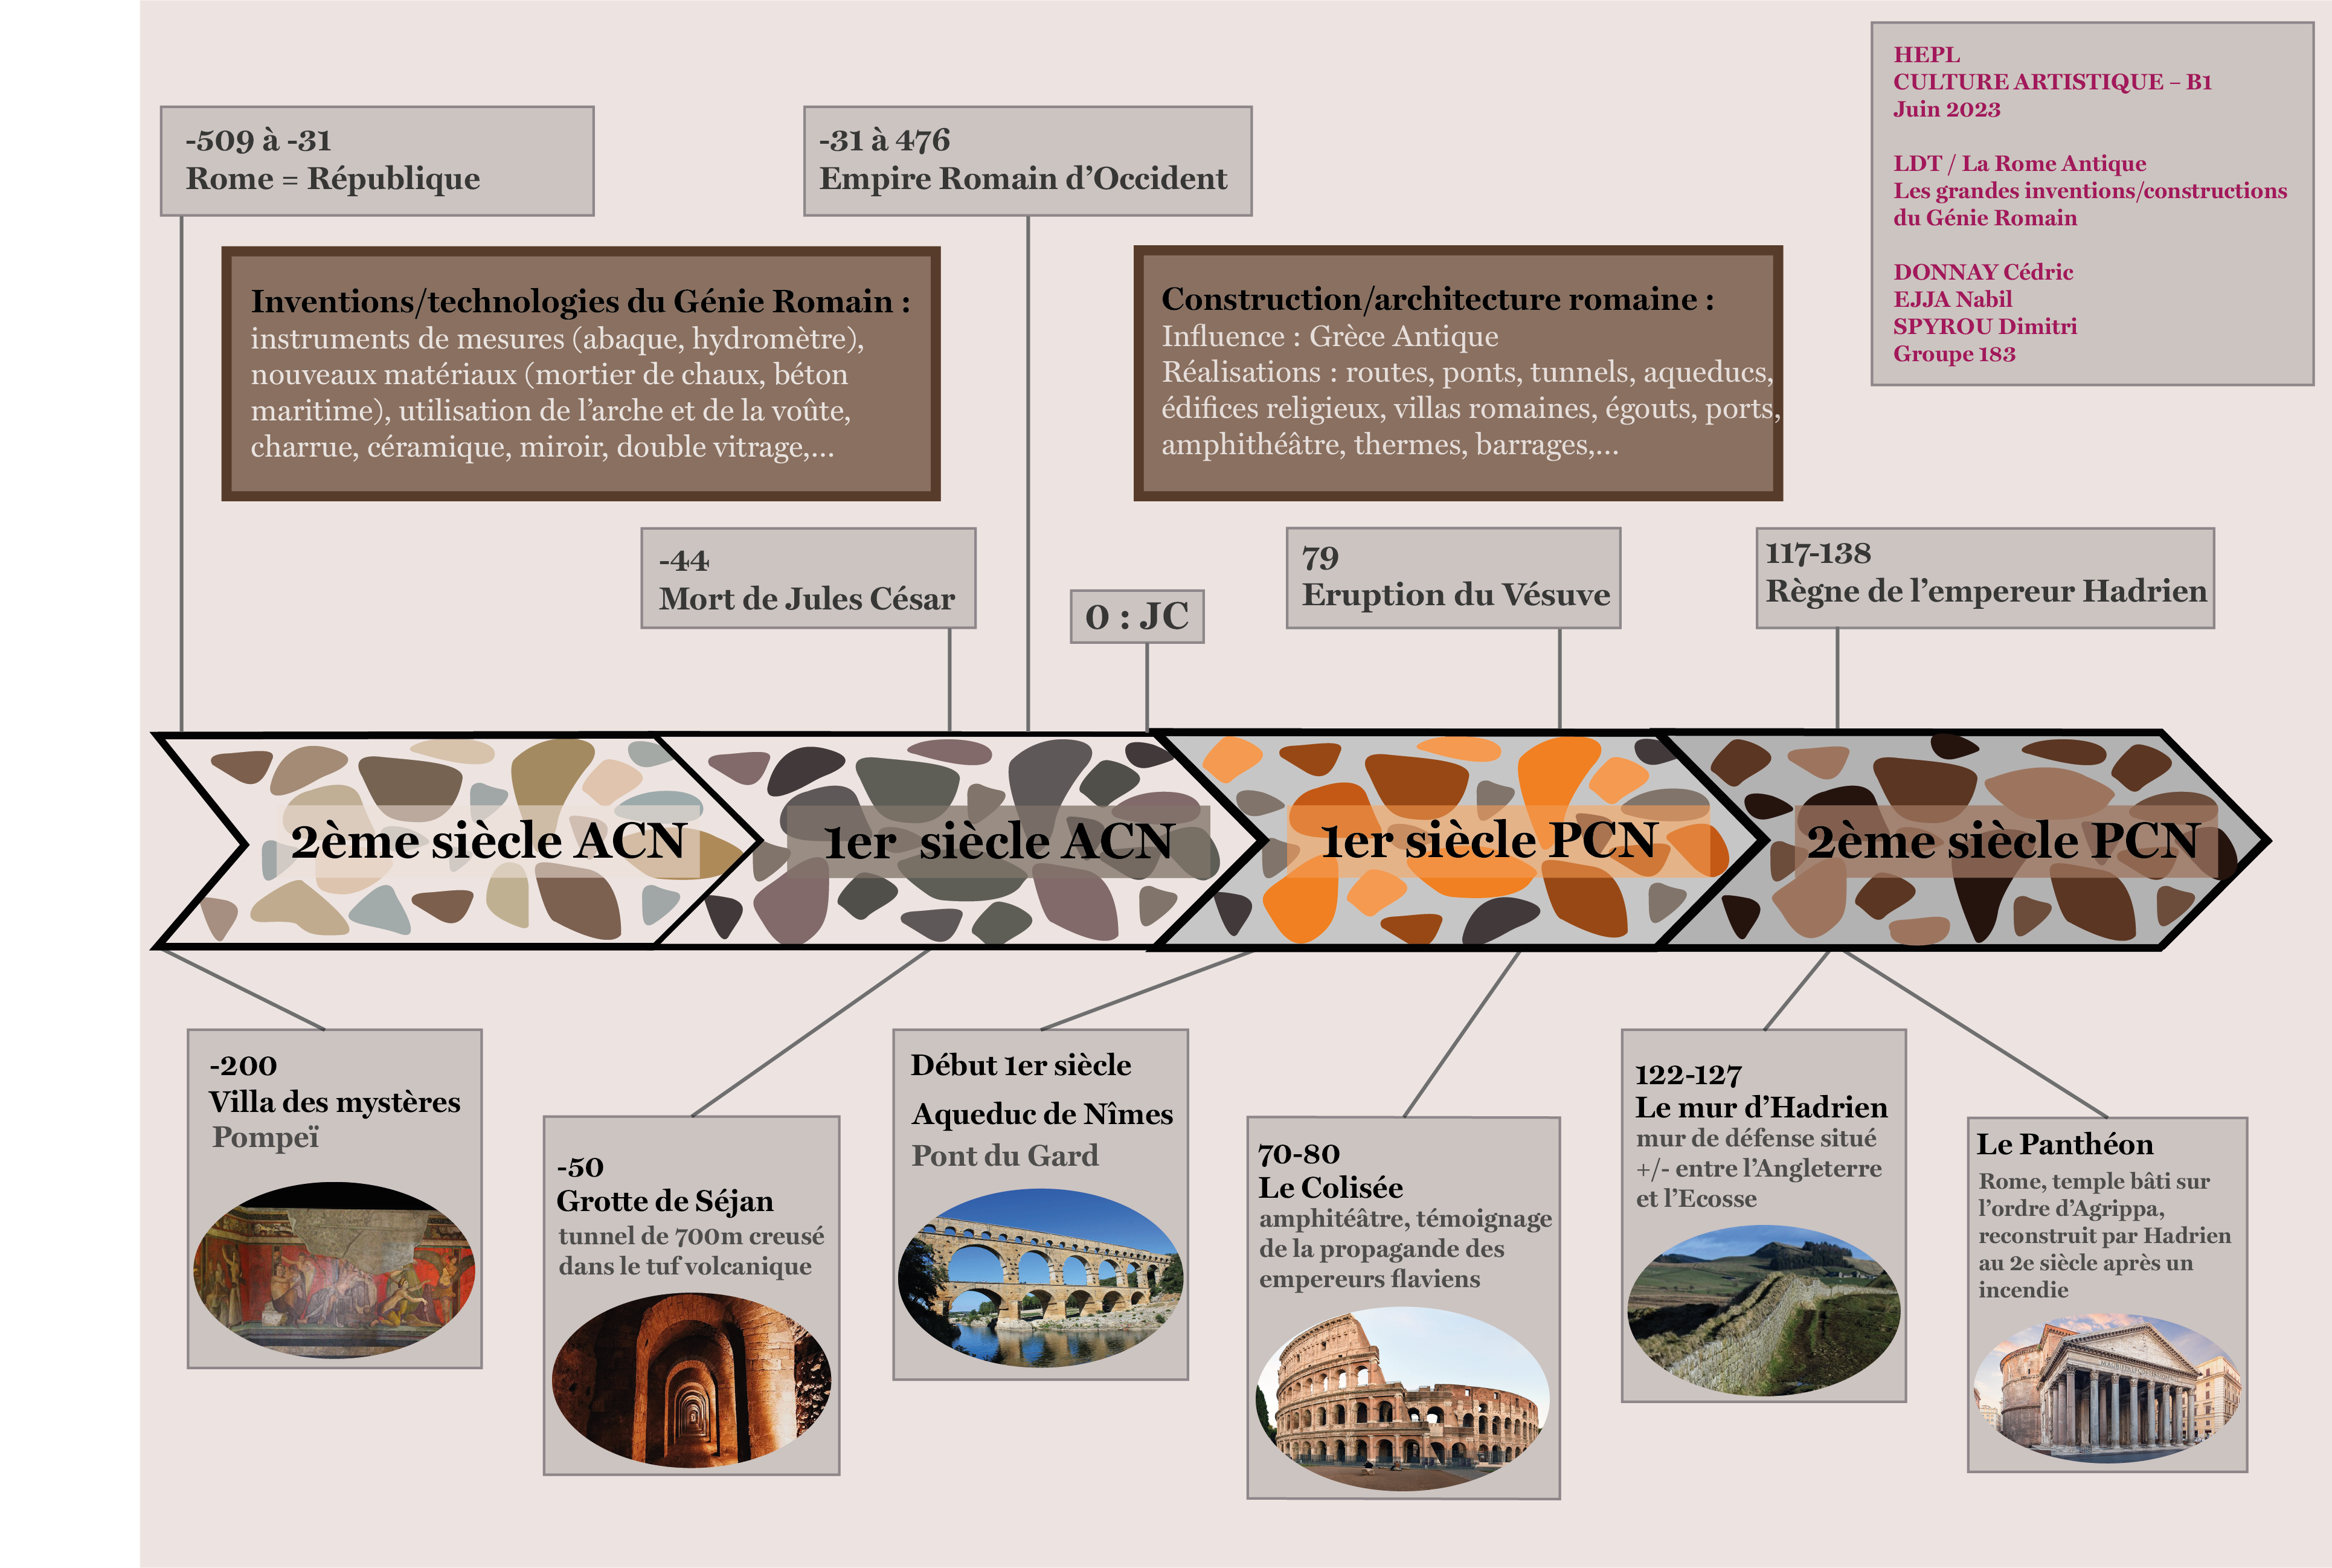 HEPL
CULTURE ARTISTIQUE – B1
Juin 2023
LDT / La Rome Antique
Les grandes inventions/constructions
du Génie Romain
DONNAY Cédric
EJJA Nabil
SPYROU Dimitri
Groupe 183
-509 à -31
Rome = République
-31 à 476
Empire Romain d’Occident
Inventions/technologies du Génie Romain :
instruments de mesures (abaque, hydromètre),
nouveaux matériaux (mortier de chaux, béton
maritime), utilisation de l’arche et de la voûte,
charrue, céramique, miroir, double vitrage,...
Construction/architecture romaine :
Influence : Grèce Antique
Réalisations : routes, ponts, tunnels, aqueducs,
édifices religieux, villas romaines, égouts, ports,
amphithéâtre, thermes, barrages,...
-44
Mort de Jules César
0 : JC
79
Eruption du Vésuve
117-138
Règne de l’empereur Hadrien
2ème siècle ACN
1er siècle ACN
1er siècle PCN
2ème siècle PCN
-200
Villa des mystères
Pompeï
-50
Grotte de Séjan
tunnel de 700m creusé
dans le tuf volcanique
Début 1er siècle
Aqueduc de Nîmes
Pont du Gard
70-80
Le Colisée
amphitéâtre, témoignage
de la propagande des
empereurs flaviens
122-127
Le mur d’Hadrien
mur de défense situé
+/- entre l’Angleterre
et l’Ecosse
Le Panthéon
Rome, temple bâti sur
l’ordre d’Agrippa,
reconstruit par Hadrien
au 2e siècle après un
incendie